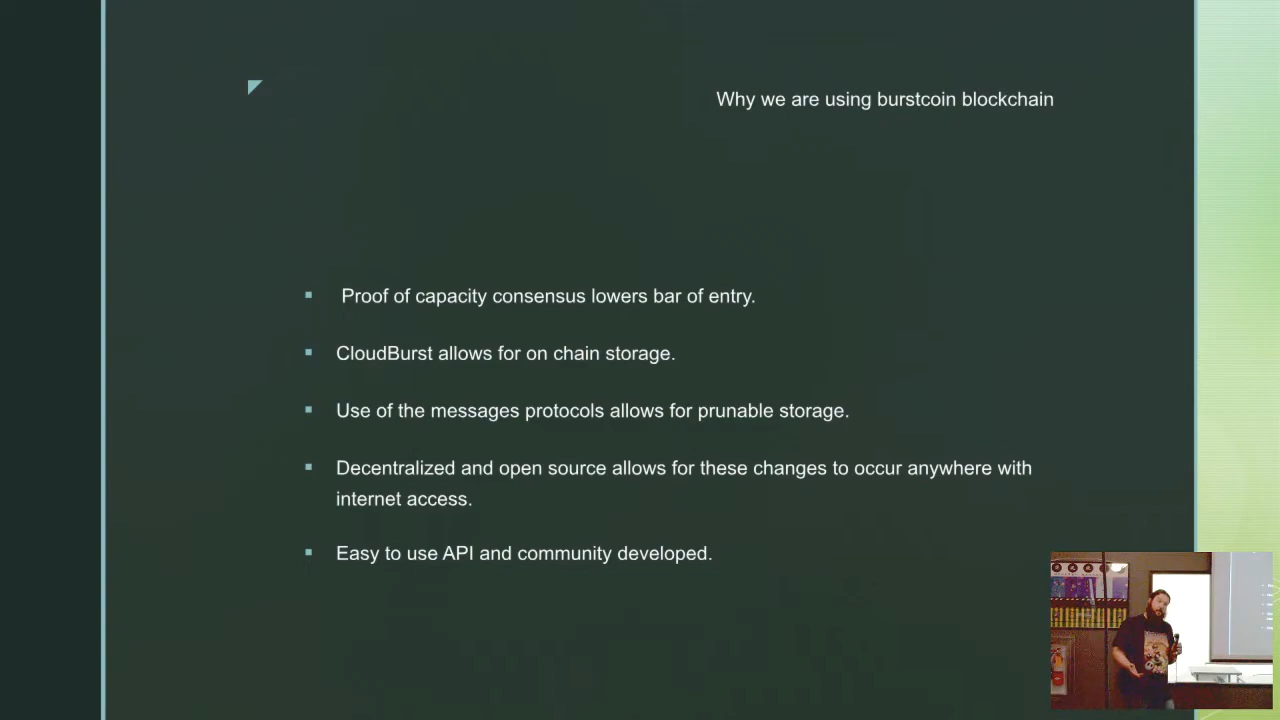 Why we are using burstcoin blockchain
Proof of capacity consensus lowers bar of entry.
CloudBurst allows for on chain storage.
Use of the messages protocols allows for prunable storage.
Decentralized and open source allows for these changes to occur anywhere with
internet access.
Easy to use API and community developed.